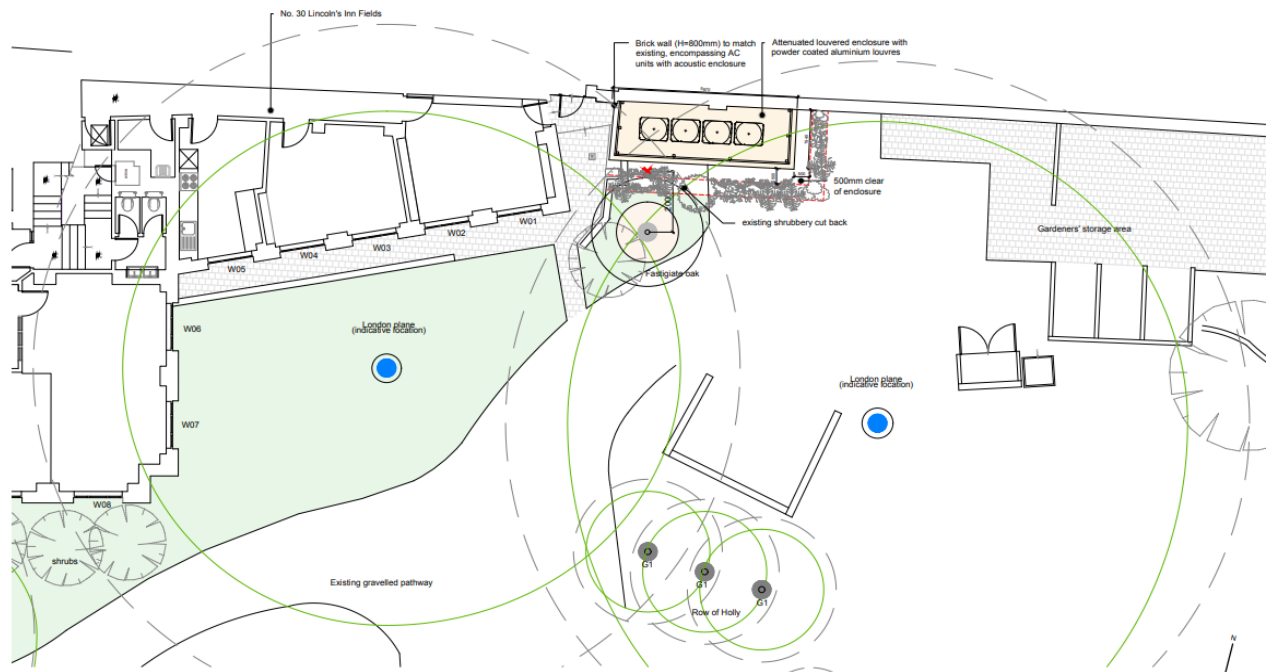 No. 30 Lincoln's Inn Fields
Brick wall (H=800mm) to match
existing, encompassing AC
units with acoustic enclosure
Attenuated louvered enclosure with
powder coated aluminium louvres
500mm clear
of enclosure
existing shrubbery cut back
Gardeners' storage area
W01
W02
W03
W04
W05
Fastigiate oak
W06
London plane
(indicative location)
London plane
(indicative location)
W07
W08
shrubs
G1
G1
G1
Existing gravelled pathway
Row of Holly
N